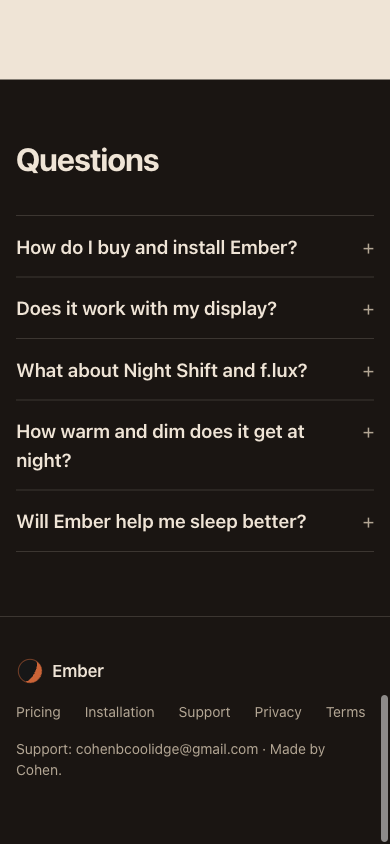 Questions
How do I buy and install Ember? +
Does it work with my display? +
What about Night Shift and f.lux? +
How warm and dim does it get at +
night?
Will Ember help me sleep better? +
Ember
Pricing Installation Support Privacy Terms
Support: cohenbcoolidge@gmail.com · Made by
Cohen.